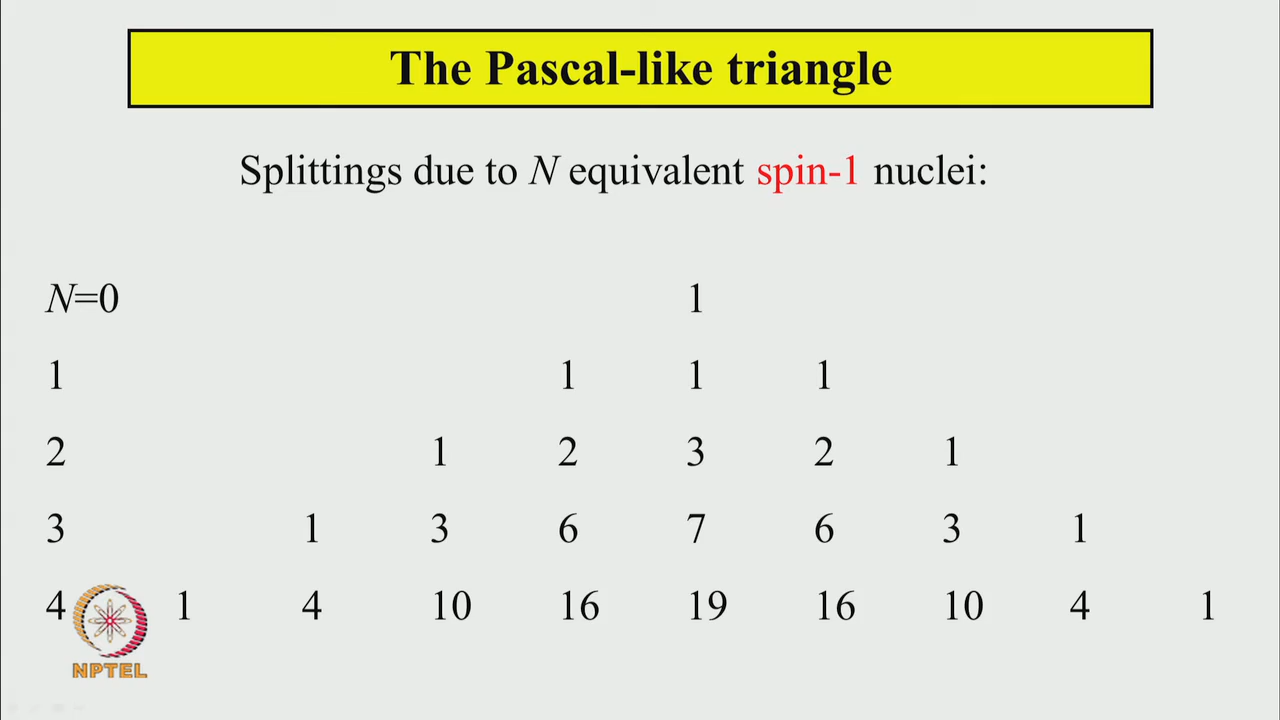 The Pascal-like triangle
Splittings due to N equivalent spin-1 nuclei:
N=0 1
1 1 1 1
2 1 2 3 2 1
3 1 3 6 7 6 3 1
4 1 4 10 16 19 16 10 4 1
NPTEL